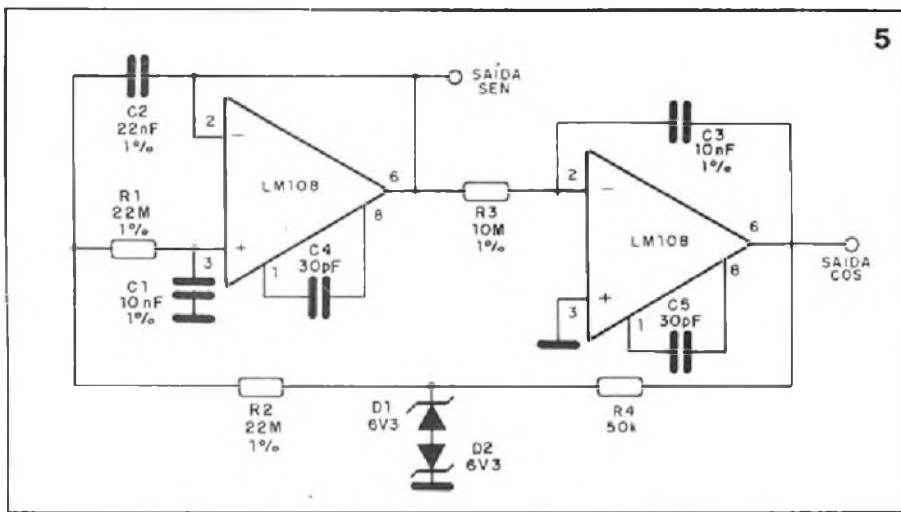 5
SAÍDA
SEN
C2
22nF
1%
2
LM108
6
R1
22M
1%
3
C1
10nF
1%
8
1
C4
30pF
R3
10M
1%
C3
10nF
1%
2
LM108
6
8
3
1
C5
30pF
SAIDA
COS
R2
22M
1%
D1
6V3
D2
6V3
R4
50k